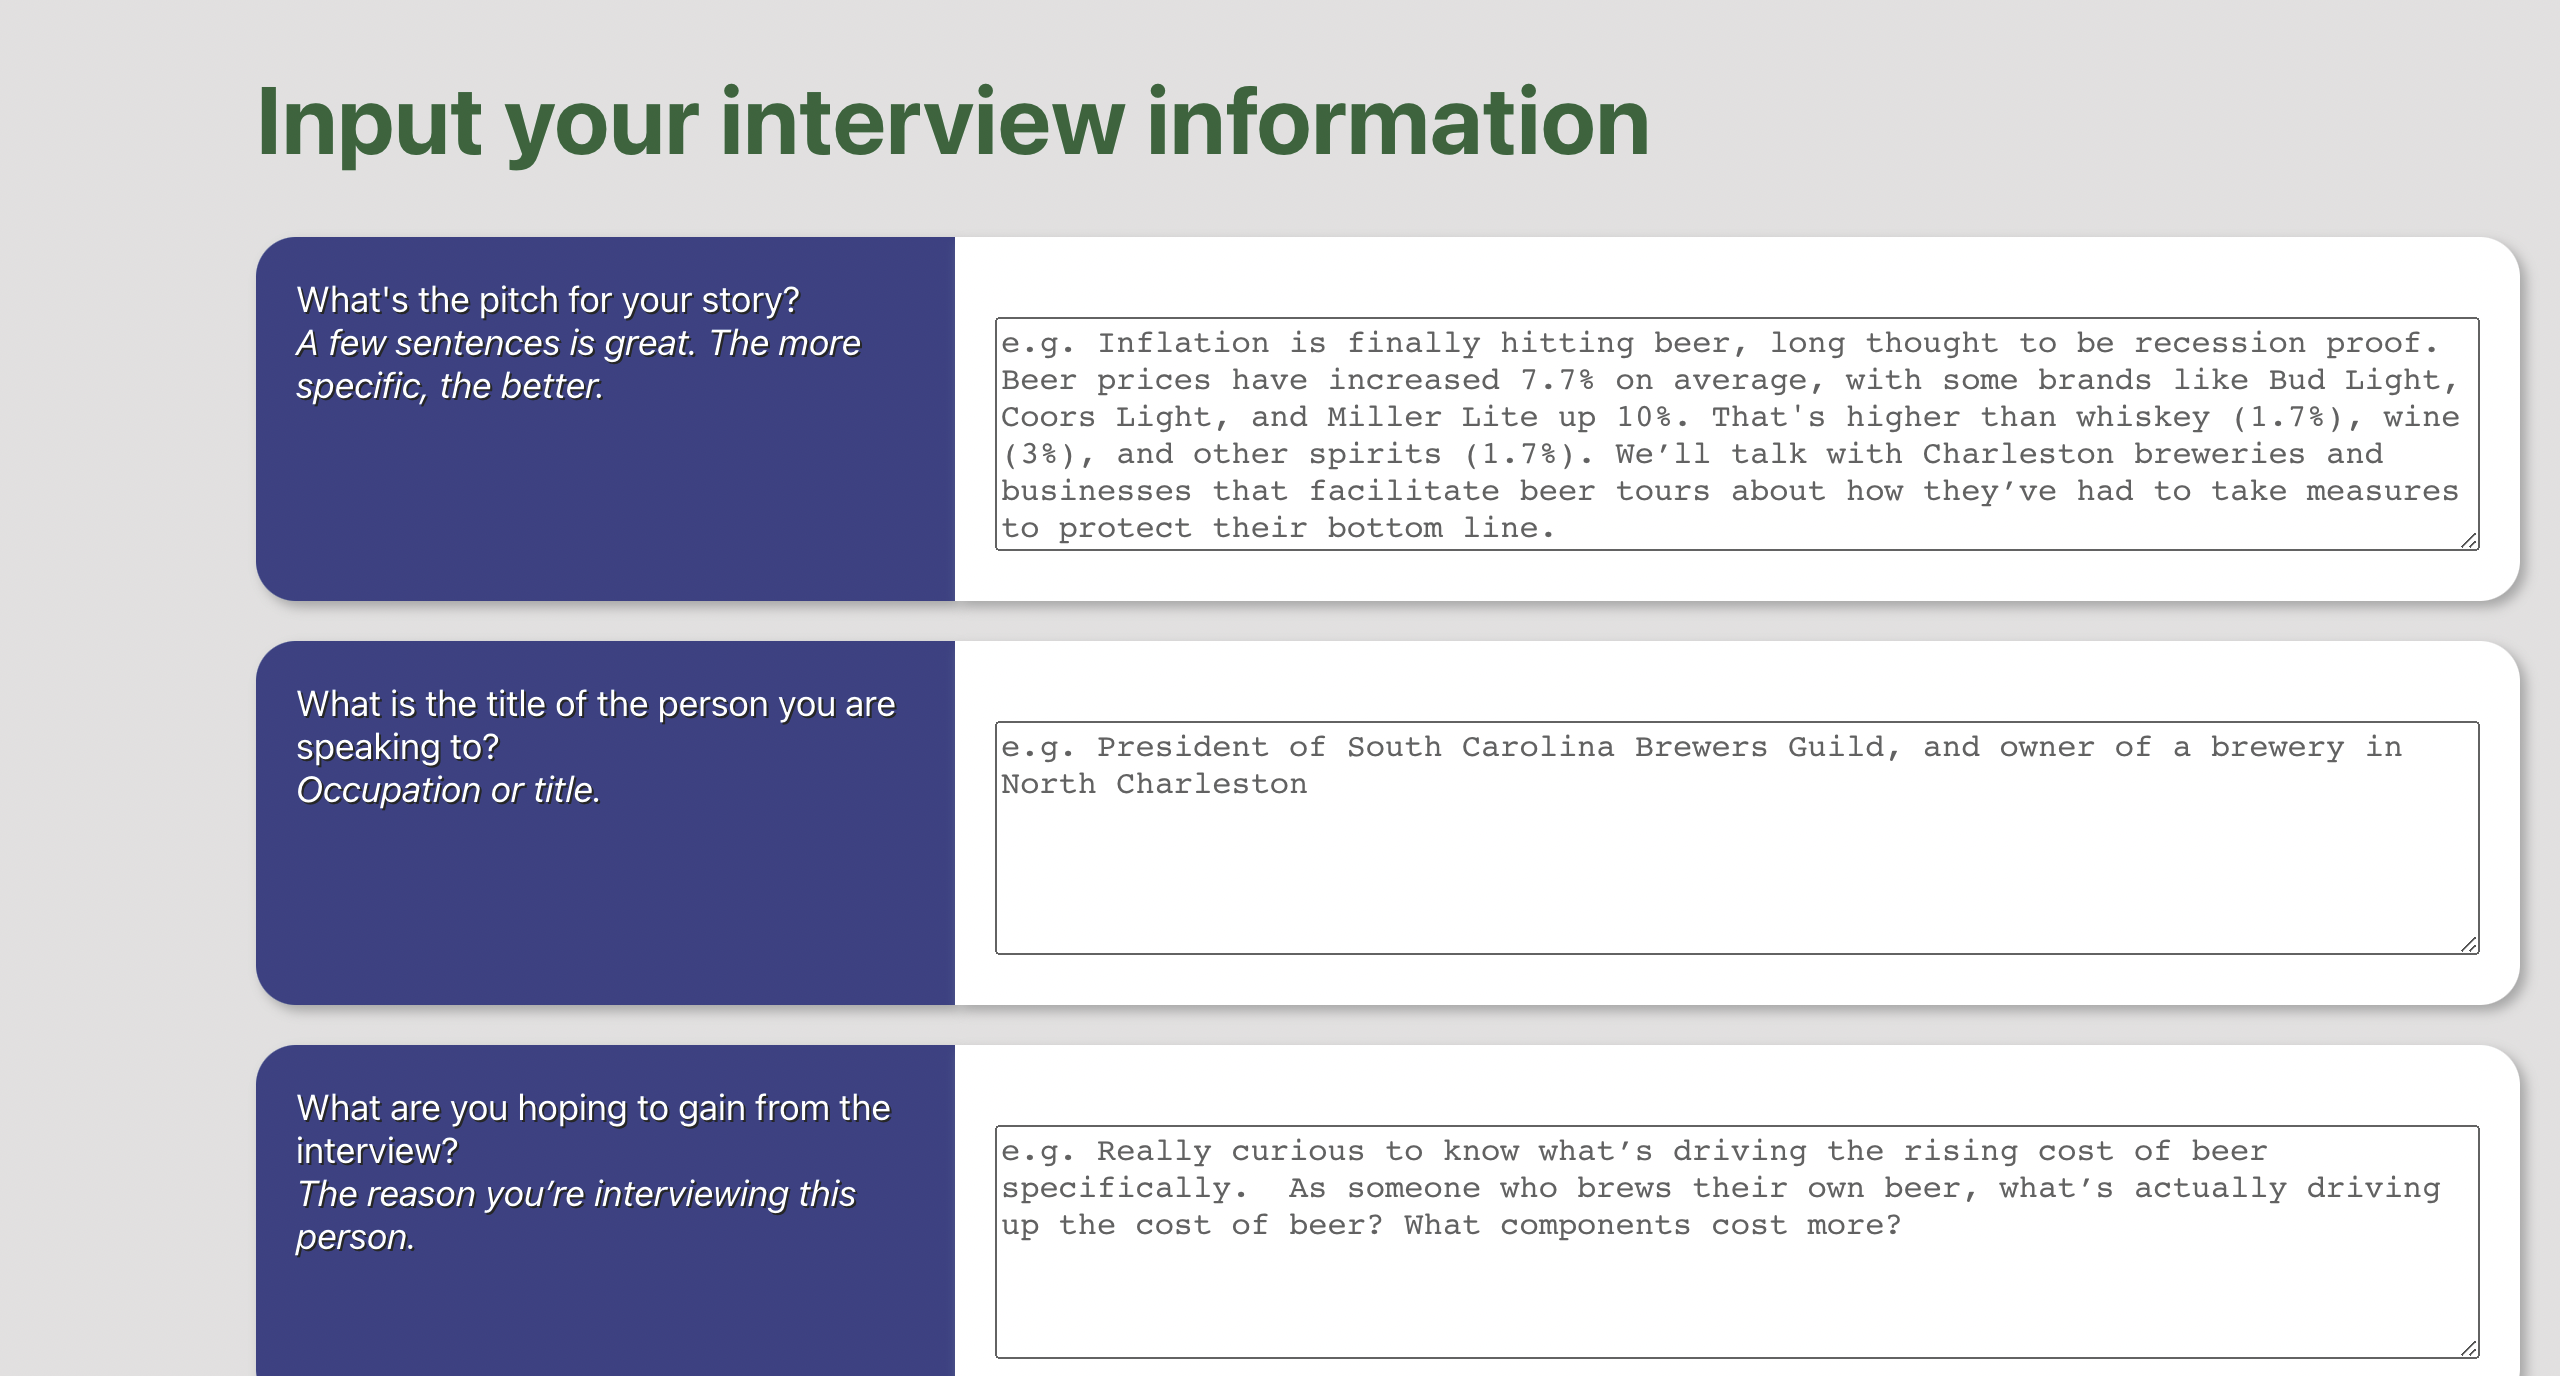 Input your interview information
What's the pitch for your story?
A few sentences is great. The more
specific, the better.
e.g. Inflation is finally hitting beer, long thought to be recession proof.
Beer prices have increased 7.7% on average, with some brands like Bud Light,
Coors Light, and Miller Lite up 10%. That's higher than whiskey (1.7%), wine
(3%), and other spirits (1.7%). We’ll talk with Charleston breweries and
businesses that facilitate beer tours about how they’ve had to take measures
to protect their bottom line.
What is the title of the person you are
speaking to?
Occupation or title.
e.g. President of South Carolina Brewers Guild, and owner of a brewery in
North Charleston
What are you hoping to gain from the
interview?
The reason you’re interviewing this
person.
e.g. Really curious to know what’s driving the rising cost of beer
specifically.  As someone who brews their own beer, what’s actually driving
up the cost of beer? What components cost more?